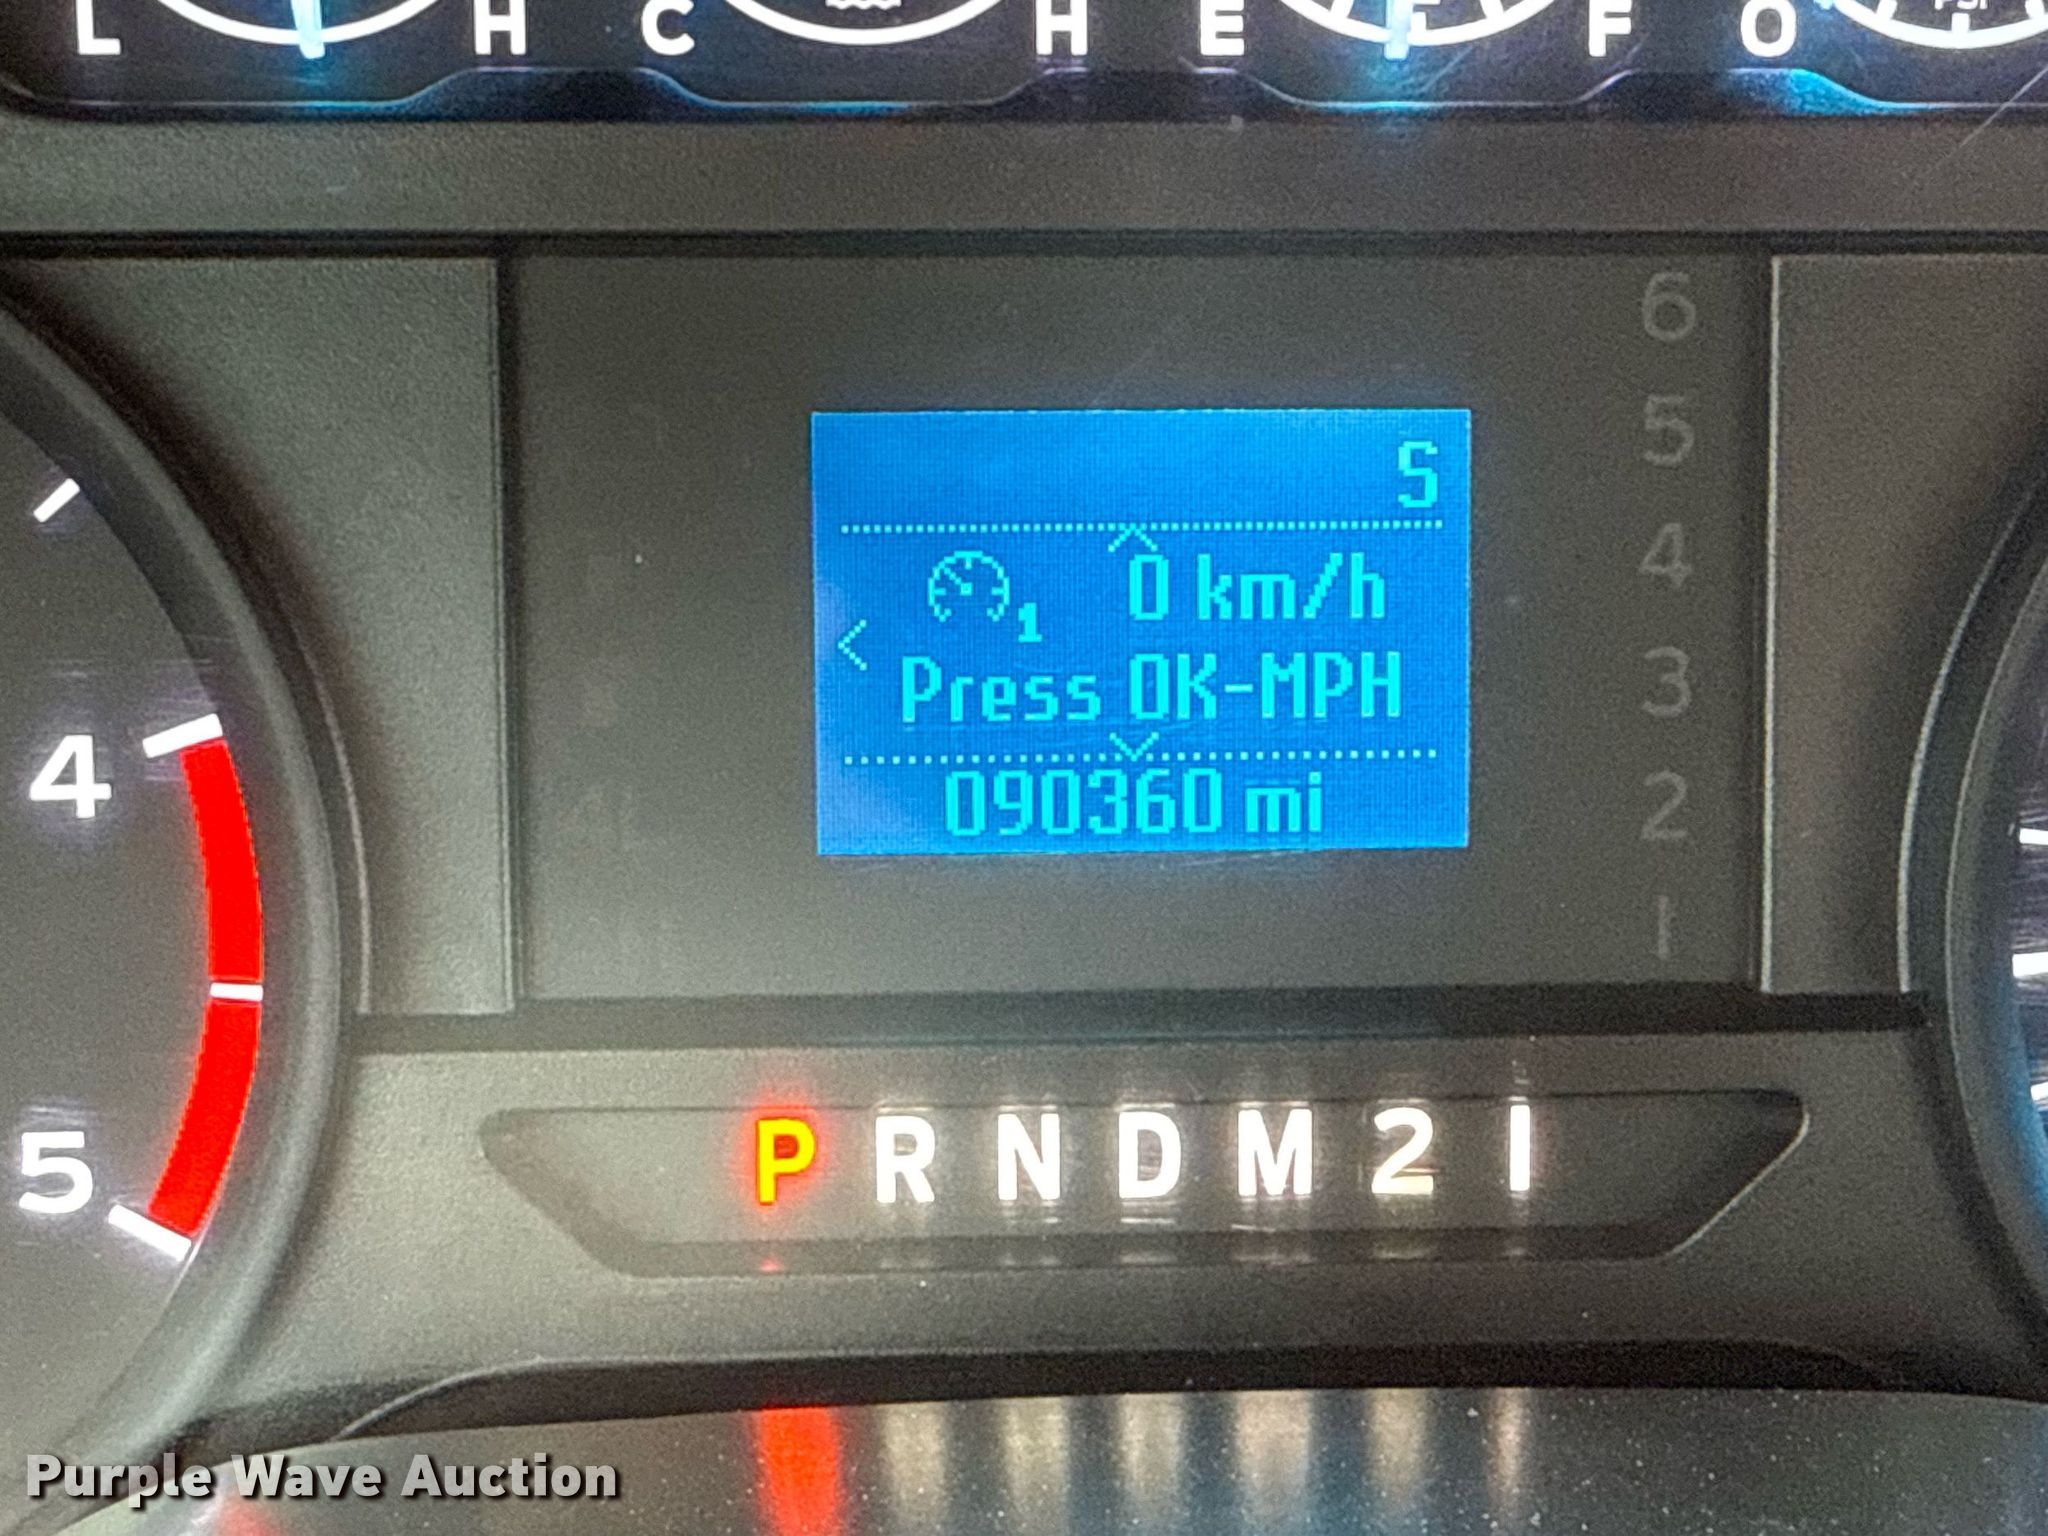 L H C H E F O PSI
6
S
5
0 km/h
4
1
Press OK-MPH
3
090360 mi
2
1
4
5
P R N D M 2 1
Purple Wave Auction